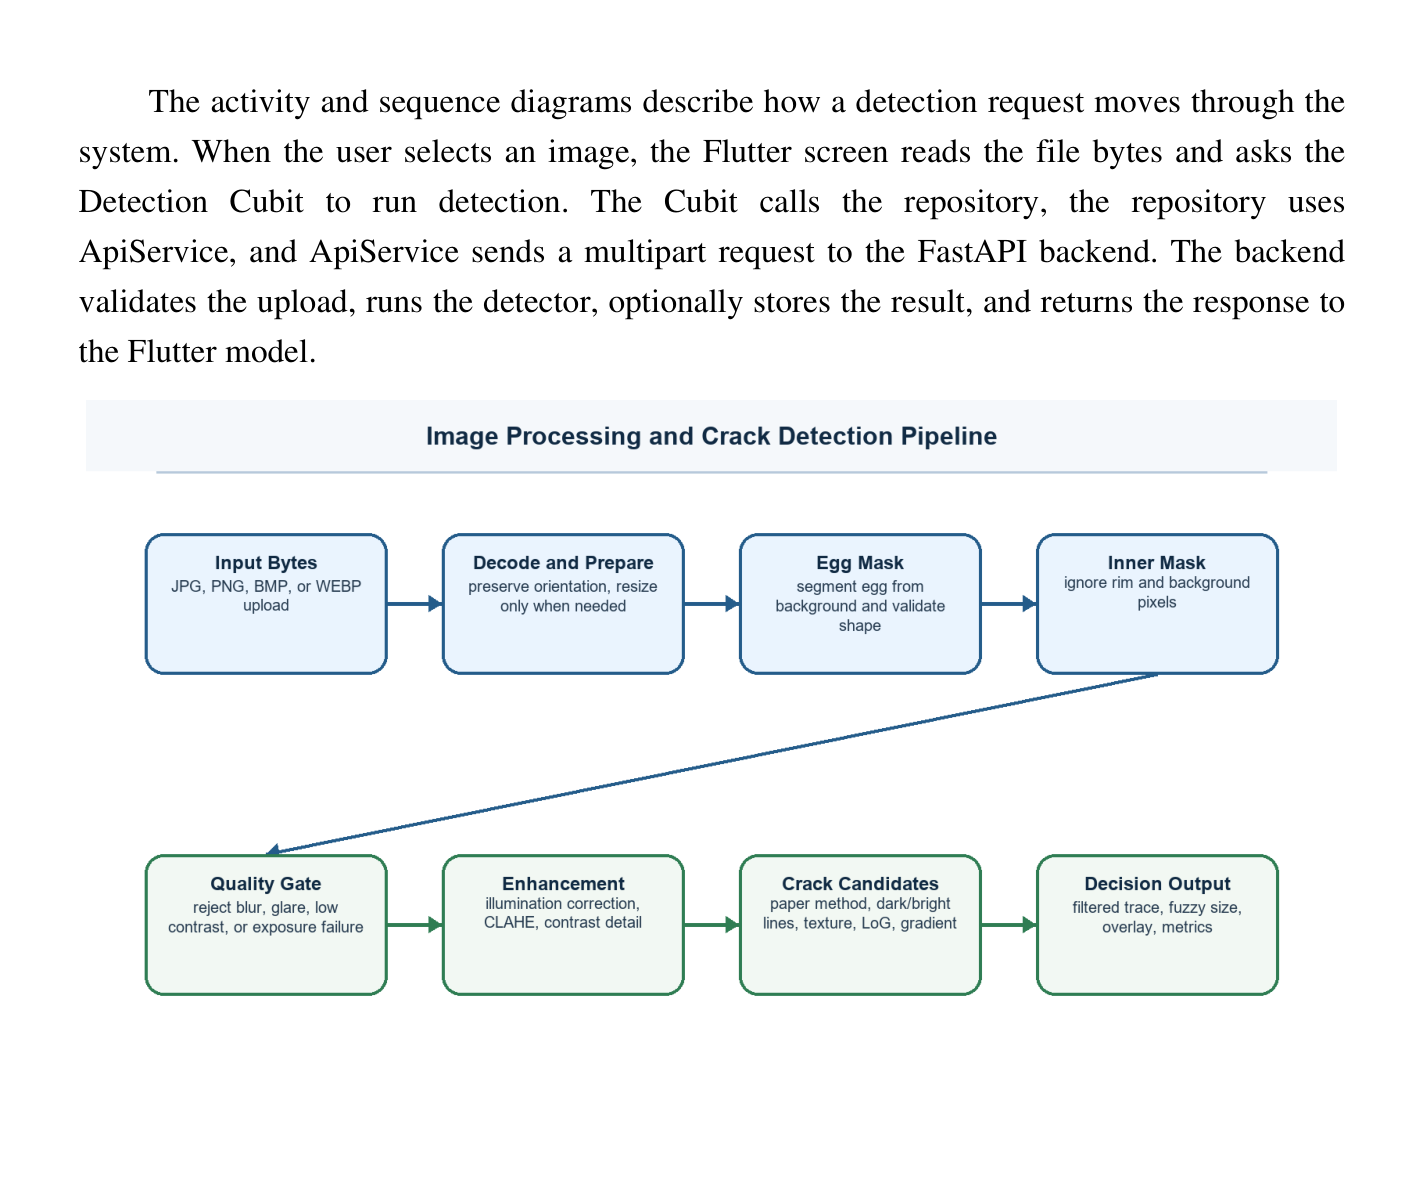 The activity and sequence diagrams describe how a detection request moves through the
system. When the user selects an image, the Flutter screen reads the file bytes and asks the
Detection Cubit to run detection. The Cubit calls the repository, the repository uses
ApiService, and ApiService sends a multipart request to the FastAPI backend. The backend
validates the upload, runs the detector, optionally stores the result, and returns the response to
the Flutter model.
Image Processing and Crack Detection Pipeline
Input Bytes
JPG, PNG, BMP, or WEBP
upload
Decode and Prepare
preserve orientation, resize
only when needed
Egg Mask
segment egg from
background and validate
shape
Inner Mask
ignore rim and background
pixels
Quality Gate
reject blur, glare, low
contrast, or exposure failure
Enhancement
illumination correction,
CLAHE, contrast detail
Crack Candidates
paper method, dark/bright
lines, texture, LoG, gradient
Decision Output
filtered trace, fuzzy size,
overlay, metrics